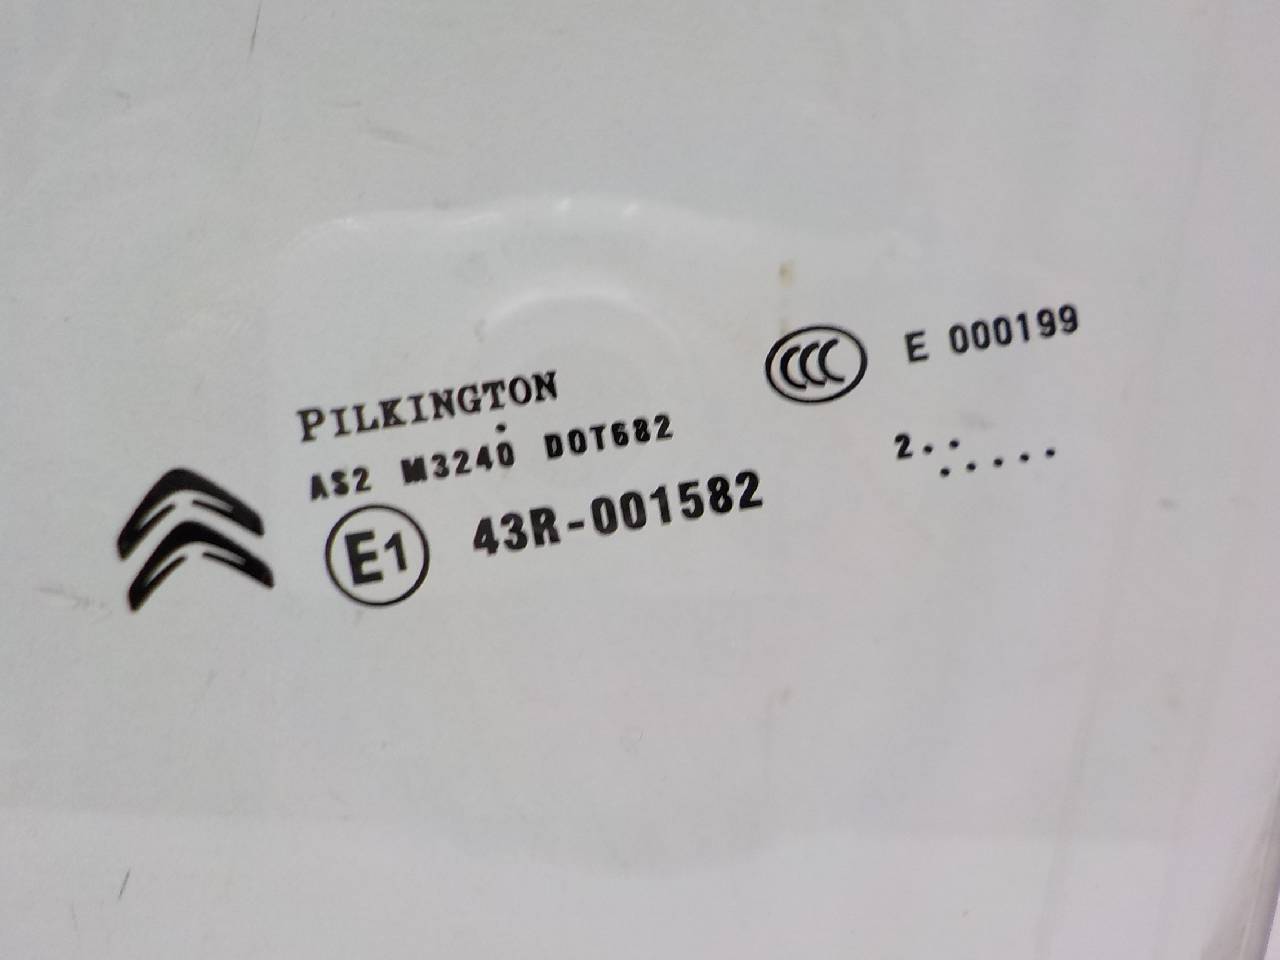 PILKINGTON
AS2 M3240 DOT682
E1 43R-001582
CCC E 000199
2.. .....